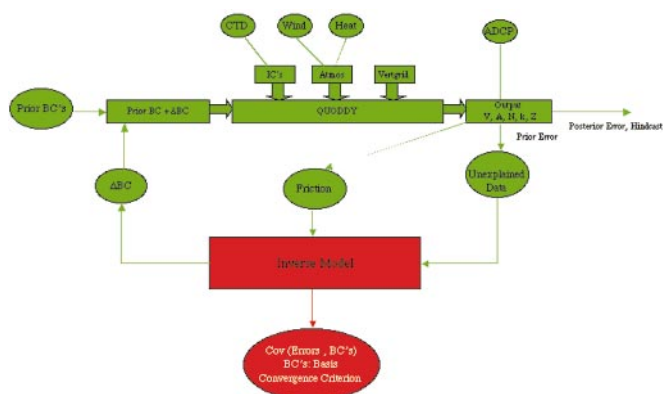 CTD
Wind
Heat
ADCP
IC's
Atmos
Vertgrid
Prior BC's
Prior BC + ΔBC
QUODDY
Output
V, A, N, k, Z
Posterior Error, Hindcast
Prior Error
ΔBC
Friction
Unexplained
Data
Inverse Model
Cov (Errors , BC's)
BC's: Basis
Convergence Criterion